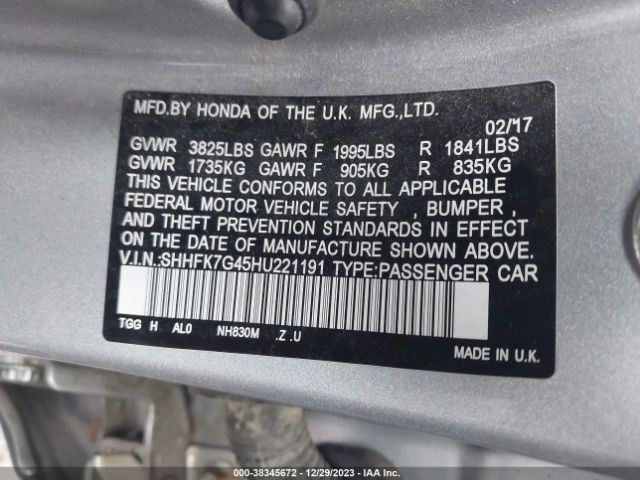 MFD.BY HONDA OF THE U.K. MFG.,LTD.
02/17
GVWR 3825LBS GAWR F 1995LBS R 1841LBS
GVWR 1735KG GAWR F 905KG R 835KG
THIS VEHICLE CONFORMS TO ALL APPLICABLE
FEDERAL MOTOR VEHICLE SAFETY , BUMPER ,
AND THEFT PREVENTION STANDARDS IN EFFECT
ON THE DATE OF MANUFACTURE SHOWN ABOVE.
V.I.N.:SHHFK7G45HU221191 TYPE:PASSENGER CAR
TGG H AL0 NH830M .Z .U
MADE IN U.K.
000-38345672 - 12/29/2023 - IAA Inc.